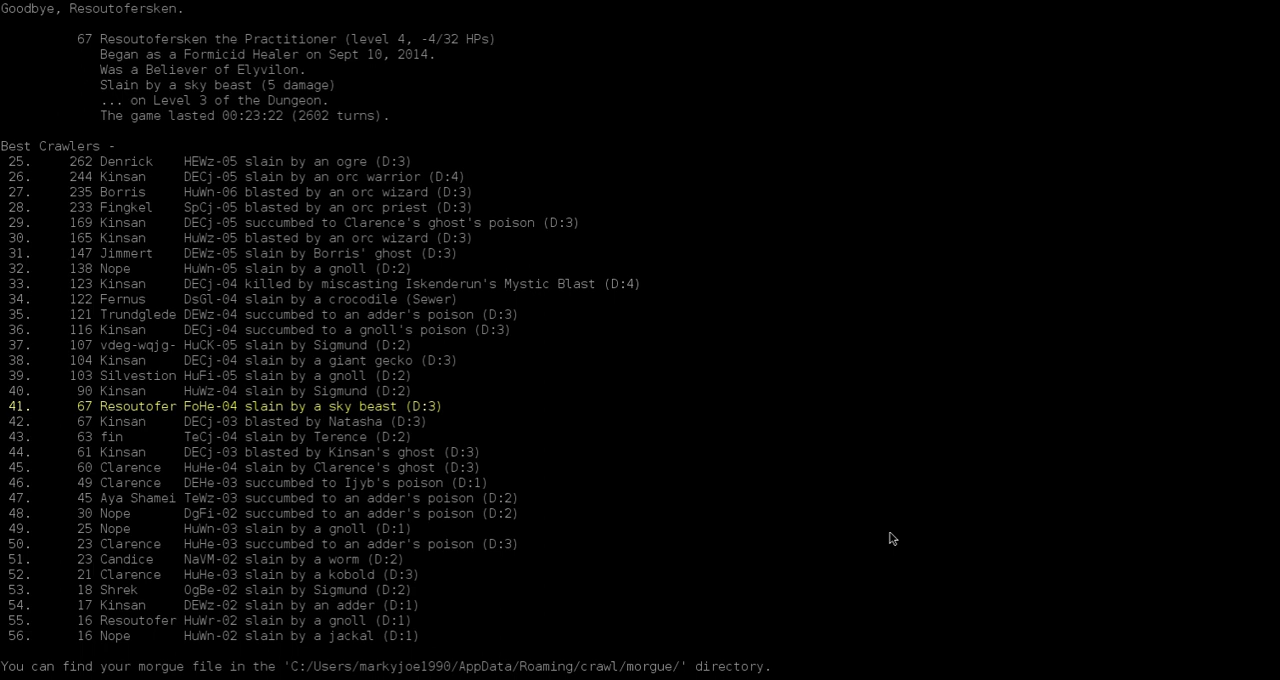 Goodbye, Resoutofersken.
67 Resoutofersken the Practitioner (level 4, -4/32 HPs)
Began as a Formicid Healer on Sept 10, 2014.
Was a Believer of Elyvilon.
Slain by a sky beast (5 damage)
... on Level 3 of the Dungeon.
The game lasted 00:23:22 (2602 turns).
Best Crawlers -
25. 262 Denrick HEWz-05 slain by an ogre (D:3)
26. 244 Kinsan DECj-05 slain by an orc warrior (D:4)
27. 235 Borris HuWn-06 blasted by an orc wizard (D:3)
28. 233 Fingkel SpCj-05 blasted by an orc priest (D:3)
29. 169 Kinsan DECj-05 succumbed to Clarence's ghost's poison (D:3)
30. 165 Kinsan HuWz-05 blasted by an orc wizard (D:3)
31. 147 Jimmert DEWz-05 slain by Borris' ghost (D:3)
32. 138 Nope HuWn-05 slain by a gnoll (D:2)
33. 123 Kinsan DECj-04 killed by miscasting Iskenderun's Mystic Blast (D:4)
34. 122 Fernus DsGl-04 slain by a crocodile (Sewer)
35. 121 Trundglede DEWz-04 succumbed to an adder's poison (D:3)
36. 116 Kinsan DECj-04 succumbed to a gnoll's poison (D:3)
37. 107 vdeg-wqjg- HuCK-05 slain by Sigmund (D:2)
38. 104 Kinsan DECj-04 slain by a giant gecko (D:3)
39. 103 Silvestion HuFi-05 slain by a gnoll (D:2)
40. 90 Kinsan HuWz-04 slain by Sigmund (D:2)
41. 67 Resoutofer FoHe-04 slain by a sky beast (D:3)
42. 67 Kinsan DECj-03 blasted by Natasha (D:3)
43. 63 fin TeCj-04 slain by Terence (D:2)
44. 61 Kinsan DECj-03 blasted by Kinsan's ghost (D:3)
45. 60 Clarence HuHe-04 slain by Clarence's ghost (D:3)
46. 49 Clarence DEHe-03 succumbed to Ijyb's poison (D:1)
47. 45 Aya Shamei TeWz-03 succumbed to an adder's poison (D:2)
48. 30 Nope DgFi-02 succumbed to an adder's poison (D:2)
49. 25 Nope HuWn-03 slain by a gnoll (D:1)
50. 23 Clarence HuHe-03 succumbed to an adder's poison (D:3)
51. 23 Candice NaVM-02 slain by a worm (D:2)
52. 21 Clarence HuHe-03 slain by a kobold (D:3)
53. 18 Shrek OgBe-02 slain by Sigmund (D:2)
54. 17 Kinsan DEWz-02 slain by an adder (D:1)
55. 16 Resoutofer HuWr-02 slain by a gnoll (D:1)
56. 16 Nope HuWn-02 slain by a jackal (D:1)
You can find your morgue file in the 'C:/Users/markyjoe1990/AppData/Roaming/crawl/morgue/' directory.